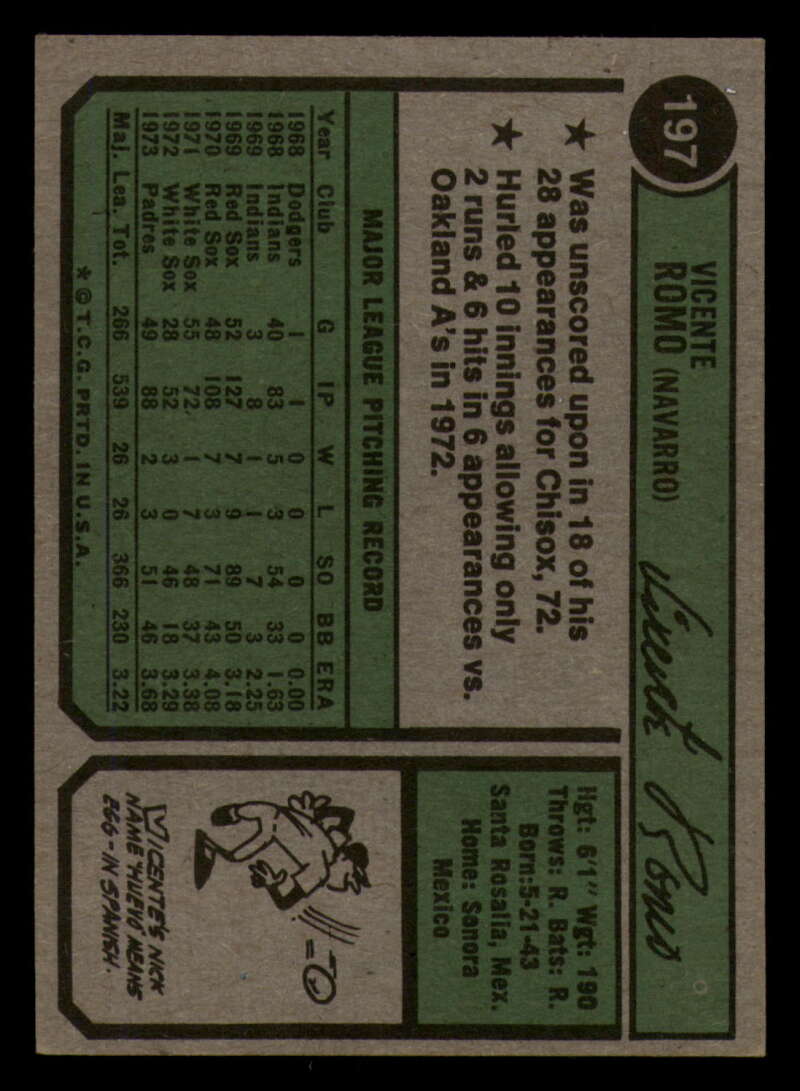 197
VICENTE
ROMO (NAVARRO)
Vicente Romo
★ Was unscored upon in 18 of his
28 appearances for Chisox, 72.
★ Hurled 10 innings allowing only
2 runs & 6 hits in 6 appearances vs.
Oakland A's in 1972.
MAJOR LEAGUE PITCHING RECORD
Year Club G IP W L SO BB ERA
1968 Dodgers 1 1 0 0 0 0 0.00
1968 Indians 40 83 5 3 54 33 1.63
1969 Indians 3 8 1 1 7 3 2.25
1969 Red Sox 52 127 7 9 89 50 3.18
1970 Red Sox 48 108 7 3 71 43 4.08
1971 White Sox 55 72 1 7 48 37 3.38
1972 White Sox 28 52 3 0 46 18 3.29
1973 Padres 49 88 2 3 51 46 3.68
Maj. Lea. Tot. 266 539 26 26 366 230 3.22
* © T.C.G. PRTD. IN U.S.A.
Hgt: 6'1" Wgt: 190
Throws: R. Bats: R.
Born: 5-21-43
Santa Rosalia, Mex.
Home: Sonora
Mexico
VICENTE'S NICK
NAME "HUEVO" MEANS
EGG-IN SPANISH.